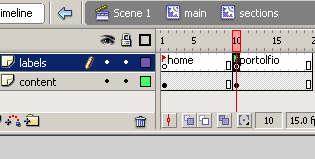 imeline Scene 1 main sections
1 5 10 15 2
labels home portolfio
content
10 15.0 f